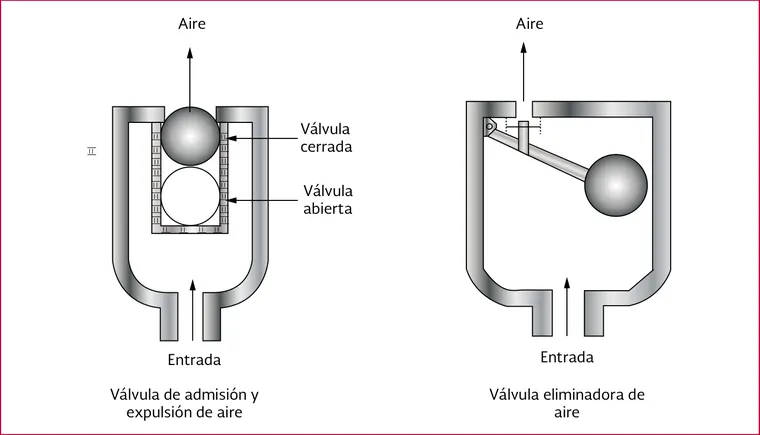 Aire
Válvula
cerrada
Válvula
abierta
Entrada
Válvula de admisión y
expulsión de aire
Aire
Entrada
Válvula eliminadora de
aire